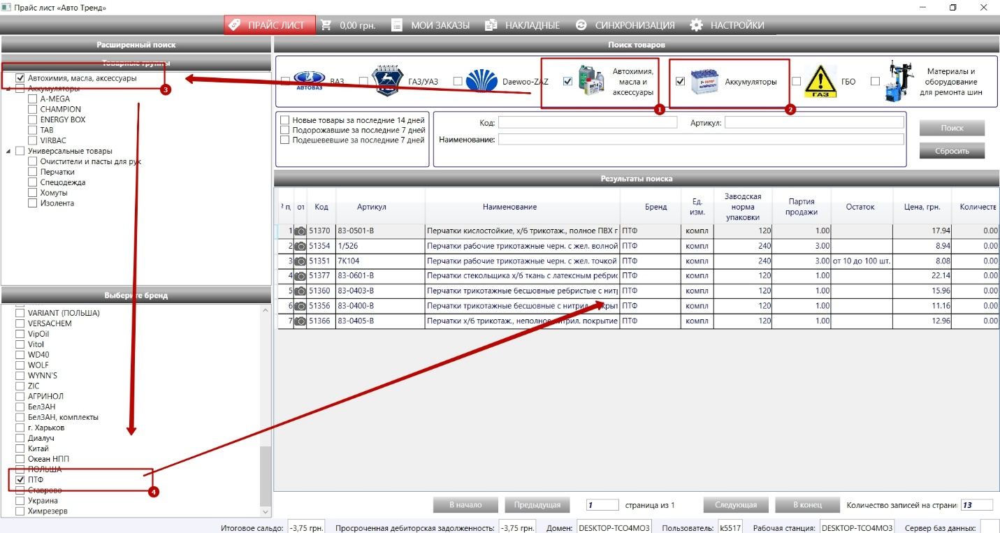 Прайс лист «Авто Тренд»
ПРАЙС ЛИСТ 0,00 грн. МОИ ЗАКАЗЫ НАКЛАДНЫЕ СИНХРОНИЗАЦИЯ НАСТРОЙКИ
Расширенный поиск
Товарные группы
Автохимия, масла, аксессуары
3
Аккумуляторы
A-MEGA
CHAMPION
ENERGY BOX
TAB
VIRBAC
Универсальные товары
Очистители и пасты для рук
Перчатки
Спецодежда
Хомуты
Изолента
Выберите бренд
VARIANT (ПОЛЬША)
VERSACHEM
VipOil
Vitol
WD40
WOLF
WYNN'S
ZIC
АГРИНОЛ
БелЗАН
БелЗАН, комплекты
г. Харьков
Диалуч
Китай
Океан НПП
ПОЛЬША
ПТФ
4
Ставрово
Украина
Химрезерв
Поиск товаров
АВТОВАЗ
ВАЗ
ГАЗ/УАЗ
Daewoo-ZAZ
Автохимия,
масла и
аксессуары
1
Аккумуляторы
2
ГАЗ
ГБО
Материалы и
оборудование
для ремонта шин
Новые товары за последние 14 дней
Подорожавшие за последние 7 дней
Подешевевшие за последние 7 дней
Код: Артикул:
Наименование:
Поиск
Сбросить
Результаты поиска
от Код Артикул Наименование Бренд Ед. изм. Заводская норма упаковки Партия продажи Остаток Цена, грн. Количеств
1 51370 83-0501-В Перчатки кислостойкие, х/б трикотаж., полное ПВХ г ПТФ компл 120 1.00 17.94 0.00
2 51354 1/526 Перчатки рабочие трикотажные черн. с жел. волной ПТФ компл 240 3.00 8.94 0.00
3 51351 7К104 Перчатки рабочие трикотажные черн. с жел. точкой ПТФ компл 240 3.00 от 10 до 100 шт. 8.08 0.00
4 51377 83-0601-В Перчатки стекольщика х/б ткань с латексным ребрис ПТФ компл 120 1.00 22.14 0.00
5 51360 83-0403-В Перчатки трикотажные бесшовные ребристые с нитр ПТФ компл 120 1.00 15.96 0.00
6 51356 83-0400-В Перчатки трикотажные бесшовные с нитрил. покрыт ПТФ компл 120 1.00 11.16 0.00
7 51366 83-0405-В Перчатки х/б трикотаж., неполное нитрил. покрытие ПТФ компл 120 1.00 12.96 0.00
В начало Предыдущая 1 страница из 1 Следующая В конец Количество записей на страни 13
Итоговое сальдо: -3,75 грн. Просроченная дебиторская задолженность: -3,75 грн. Домен: DESKTOP-TCO4MO3 Пользователь: k5517 Рабочая станция: DESKTOP-TCO4MO3 Сервер баз данных: